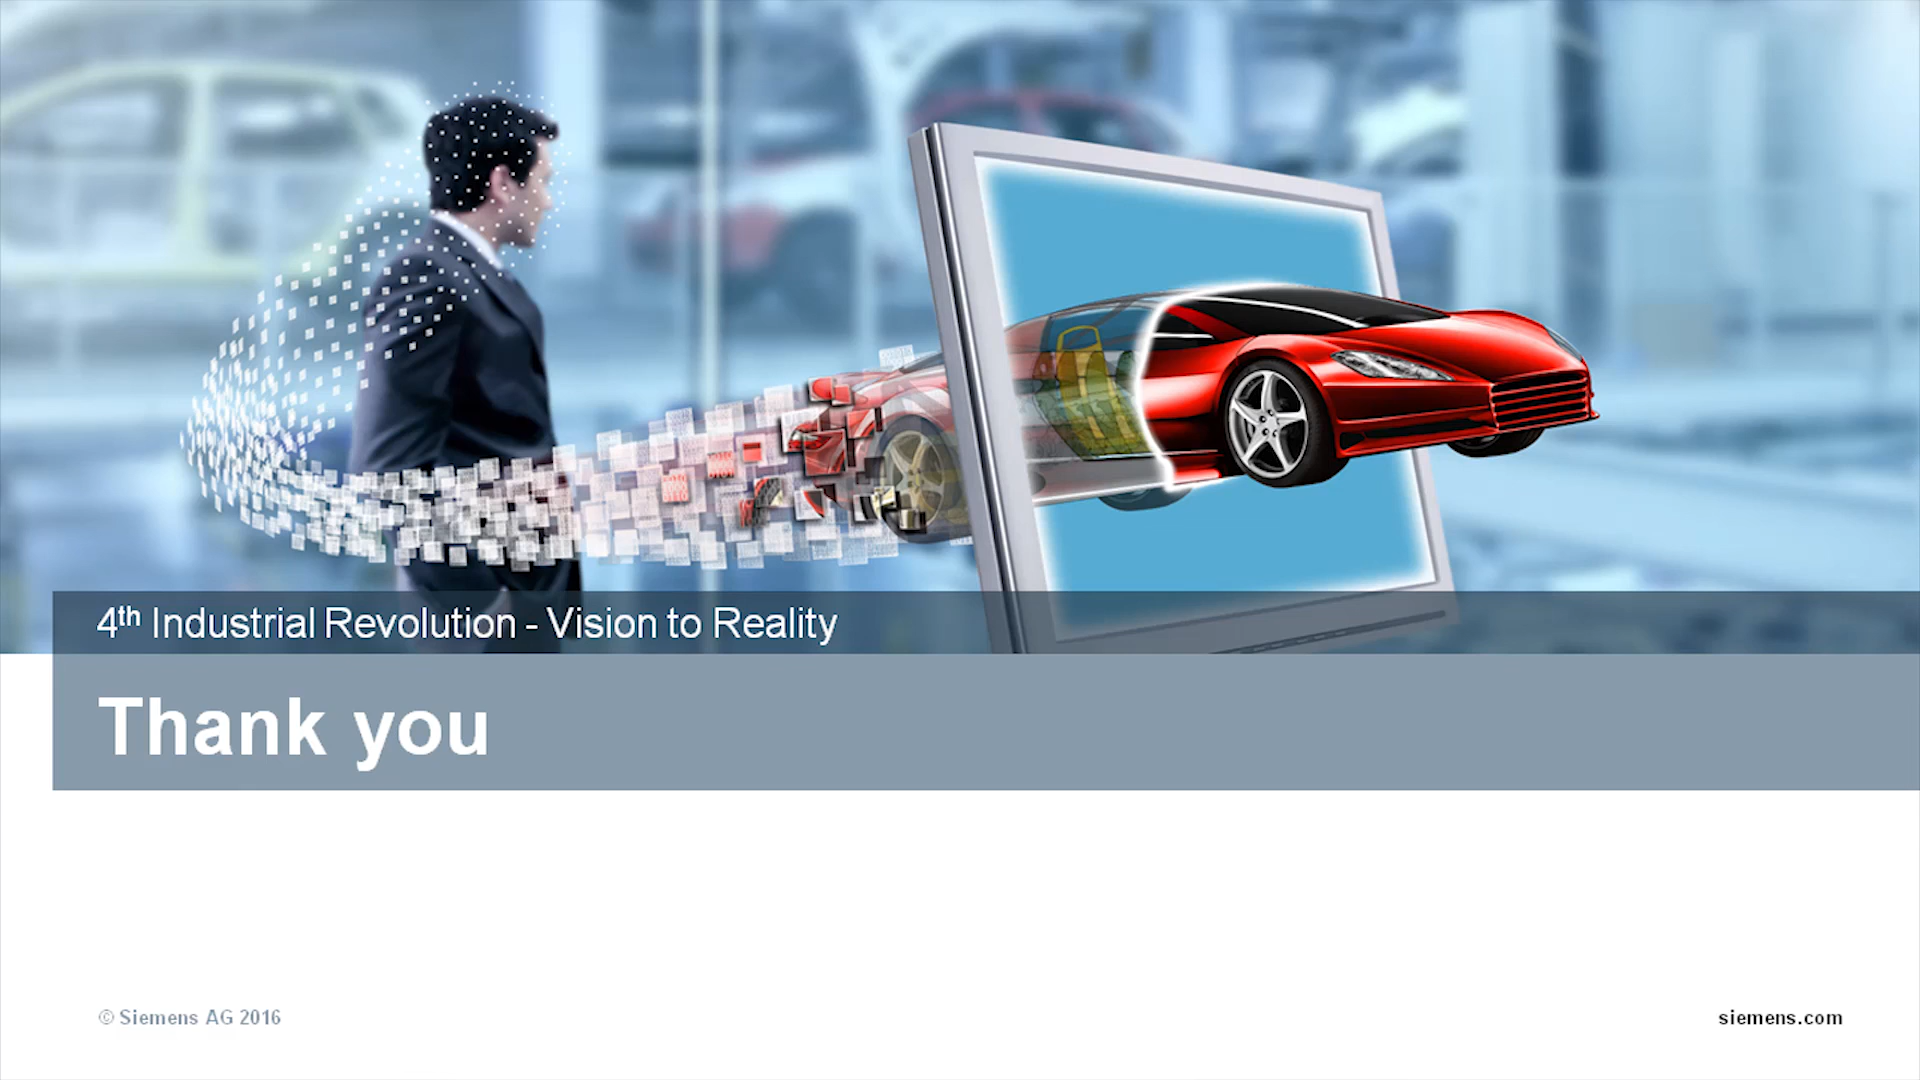 4th Industrial Revolution - Vision to Reality
Thank you
© Siemens AG 2016
siemens.com